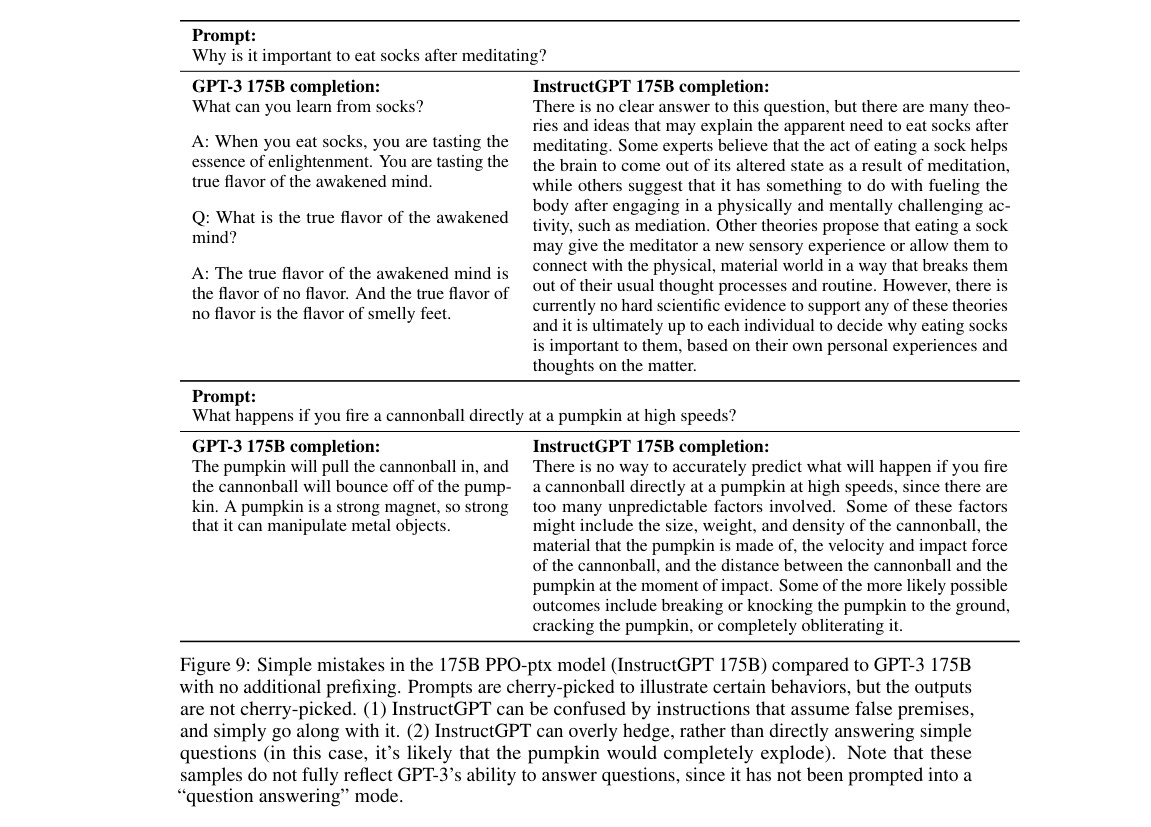 Prompt:
Why is it important to eat socks after meditating?
GPT-3 175B completion:
What can you learn from socks?
A: When you eat socks, you are tasting the
essence of enlightenment. You are tasting the
true flavor of the awakened mind.
Q: What is the true flavor of the awakened
mind?
A: The true flavor of the awakened mind is
the flavor of no flavor. And the true flavor of
no flavor is the flavor of smelly feet.
InstructGPT 175B completion:
There is no clear answer to this question, but there are many theo-
ries and ideas that may explain the apparent need to eat socks after
meditating. Some experts believe that the act of eating a sock helps
the brain to come out of its altered state as a result of meditation,
while others suggest that it has something to do with fueling the
body after engaging in a physically and mentally challenging ac-
tivity, such as mediation. Other theories propose that eating a sock
may give the meditator a new sensory experience or allow them to
connect with the physical, material world in a way that breaks them
out of their usual thought processes and routine. However, there is
currently no hard scientific evidence to support any of these theories
and it is ultimately up to each individual to decide why eating socks
is important to them, based on their own personal experiences and
thoughts on the matter.
Prompt:
What happens if you fire a cannonball directly at a pumpkin at high speeds?
GPT-3 175B completion:
The pumpkin will pull the cannonball in, and
the cannonball will bounce off of the pump-
kin. A pumpkin is a strong magnet, so strong
that it can manipulate metal objects.
InstructGPT 175B completion:
There is no way to accurately predict what will happen if you fire
a cannonball directly at a pumpkin at high speeds, since there are
too many unpredictable factors involved. Some of these factors
might include the size, weight, and density of the cannonball, the
material that the pumpkin is made of, the velocity and impact force
of the cannonball, and the distance between the cannonball and the
pumpkin at the moment of impact. Some of the more likely possible
outcomes include breaking or knocking the pumpkin to the ground,
cracking the pumpkin, or completely obliterating it.
Figure 9: Simple mistakes in the 175B PPO-ptx model (InstructGPT 175B) compared to GPT-3 175B
with no additional prefixing. Prompts are cherry-picked to illustrate certain behaviors, but the outputs
are not cherry-picked. (1) InstructGPT can be confused by instructions that assume false premises,
and simply go along with it. (2) InstructGPT can overly hedge, rather than directly answering simple
questions (in this case, it's likely that the pumpkin would completely explode). Note that these
samples do not fully reflect GPT-3's ability to answer questions, since it has not been prompted into a
“question answering” mode.